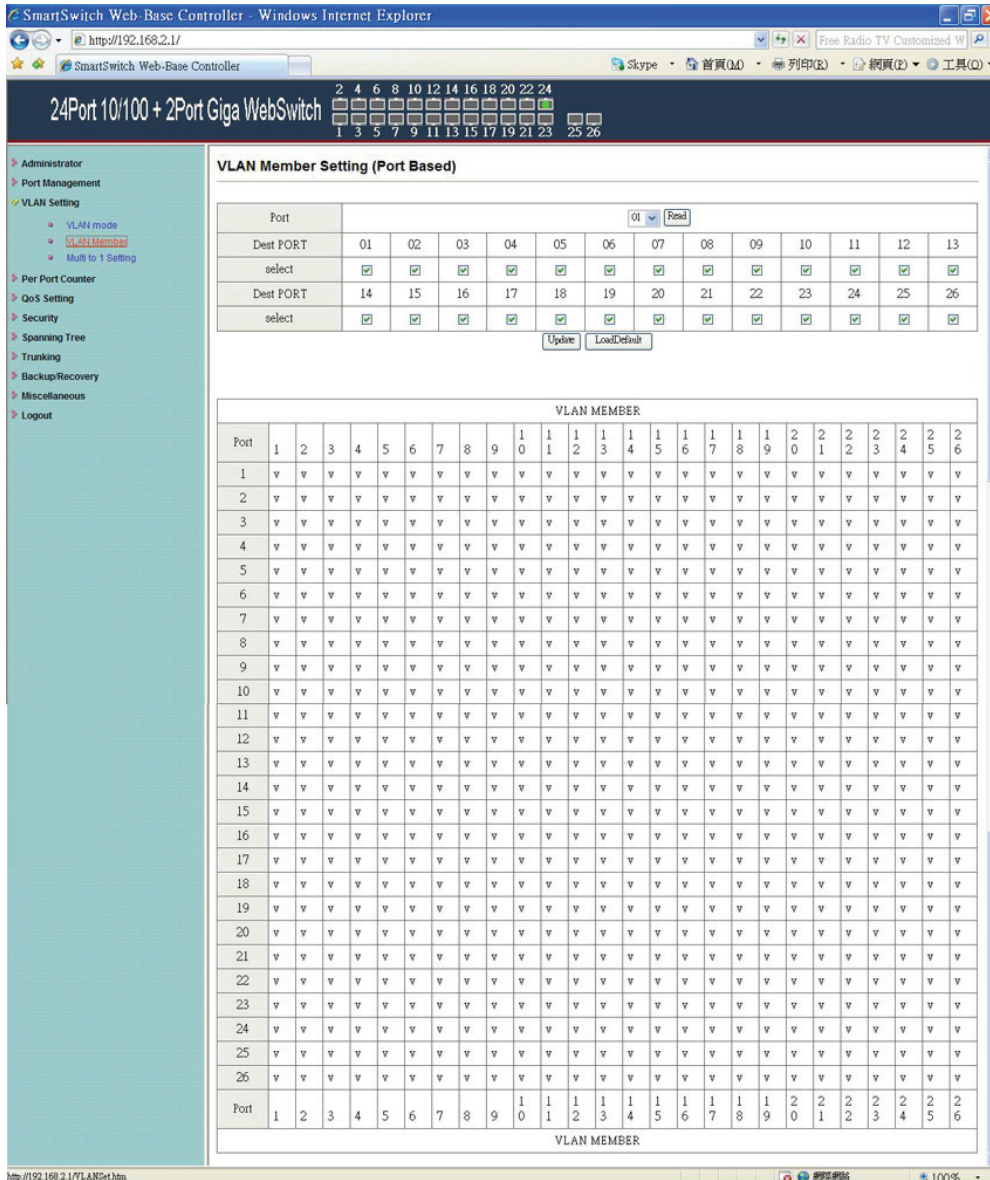 SmartSwitch Web-Base Controller - Windows Internet Explorer
http://192.168.2.1/
Free Radio TV Customized W
SmartSwitch Web-Base Controller
Skype
首頁(M)
列印(R)
網頁(P)
工具(O)
24Port 10/100 + 2Port Giga WebSwitch
2 4 6 8 10 12 14 16 18 20 22 24
1 3 5 7 9 11 13 15 17 19 21 23 25 26
Administrator
Port Management
VLAN Setting
VLAN mode
VLAN Member
Multi to 1 Setting
Per Port Counter
QoS Setting
Security
Spanning Tree
Trunking
Backup/Recovery
Miscellaneous
Logout
VLAN Member Setting (Port Based)
Port 01 Read
Dest PORT 01 02 03 04 05 06 07 08 09 10 11 12 13
select
Dest PORT 14 15 16 17 18 19 20 21 22 23 24 25 26
select
Update LoadDefault
VLAN MEMBER
Port 1 2 3 4 5 6 7 8 9 10 11 12 13 14 15 16 17 18 19 20 21 22 23 24 25 26
1 v v v v v v v v v v v v v v v v v v v v v v v v v v
2 v v v v v v v v v v v v v v v v v v v v v v v v v v
3 v v v v v v v v v v v v v v v v v v v v v v v v v v
4 v v v v v v v v v v v v v v v v v v v v v v v v v v
5 v v v v v v v v v v v v v v v v v v v v v v v v v v
6 v v v v v v v v v v v v v v v v v v v v v v v v v v
7 v v v v v v v v v v v v v v v v v v v v v v v v v v
8 v v v v v v v v v v v v v v v v v v v v v v v v v v
9 v v v v v v v v v v v v v v v v v v v v v v v v v v
10 v v v v v v v v v v v v v v v v v v v v v v v v v v
11 v v v v v v v v v v v v v v v v v v v v v v v v v v
12 v v v v v v v v v v v v v v v v v v v v v v v v v v
13 v v v v v v v v v v v v v v v v v v v v v v v v v v
14 v v v v v v v v v v v v v v v v v v v v v v v v v v
15 v v v v v v v v v v v v v v v v v v v v v v v v v v
16 v v v v v v v v v v v v v v v v v v v v v v v v v v
17 v v v v v v v v v v v v v v v v v v v v v v v v v v
18 v v v v v v v v v v v v v v v v v v v v v v v v v v
19 v v v v v v v v v v v v v v v v v v v v v v v v v v
20 v v v v v v v v v v v v v v v v v v v v v v v v v v
21 v v v v v v v v v v v v v v v v v v v v v v v v v v
22 v v v v v v v v v v v v v v v v v v v v v v v v v v
23 v v v v v v v v v v v v v v v v v v v v v v v v v v
24 v v v v v v v v v v v v v v v v v v v v v v v v v v
25 v v v v v v v v v v v v v v v v v v v v v v v v v v
26 v v v v v v v v v v v v v v v v v v v v v v v v v v
Port 1 2 3 4 5 6 7 8 9 10 11 12 13 14 15 16 17 18 19 20 21 22 23 24 25 26
VLAN MEMBER
http://192.168.2.1/VLANSet.htm
網際網路
100%